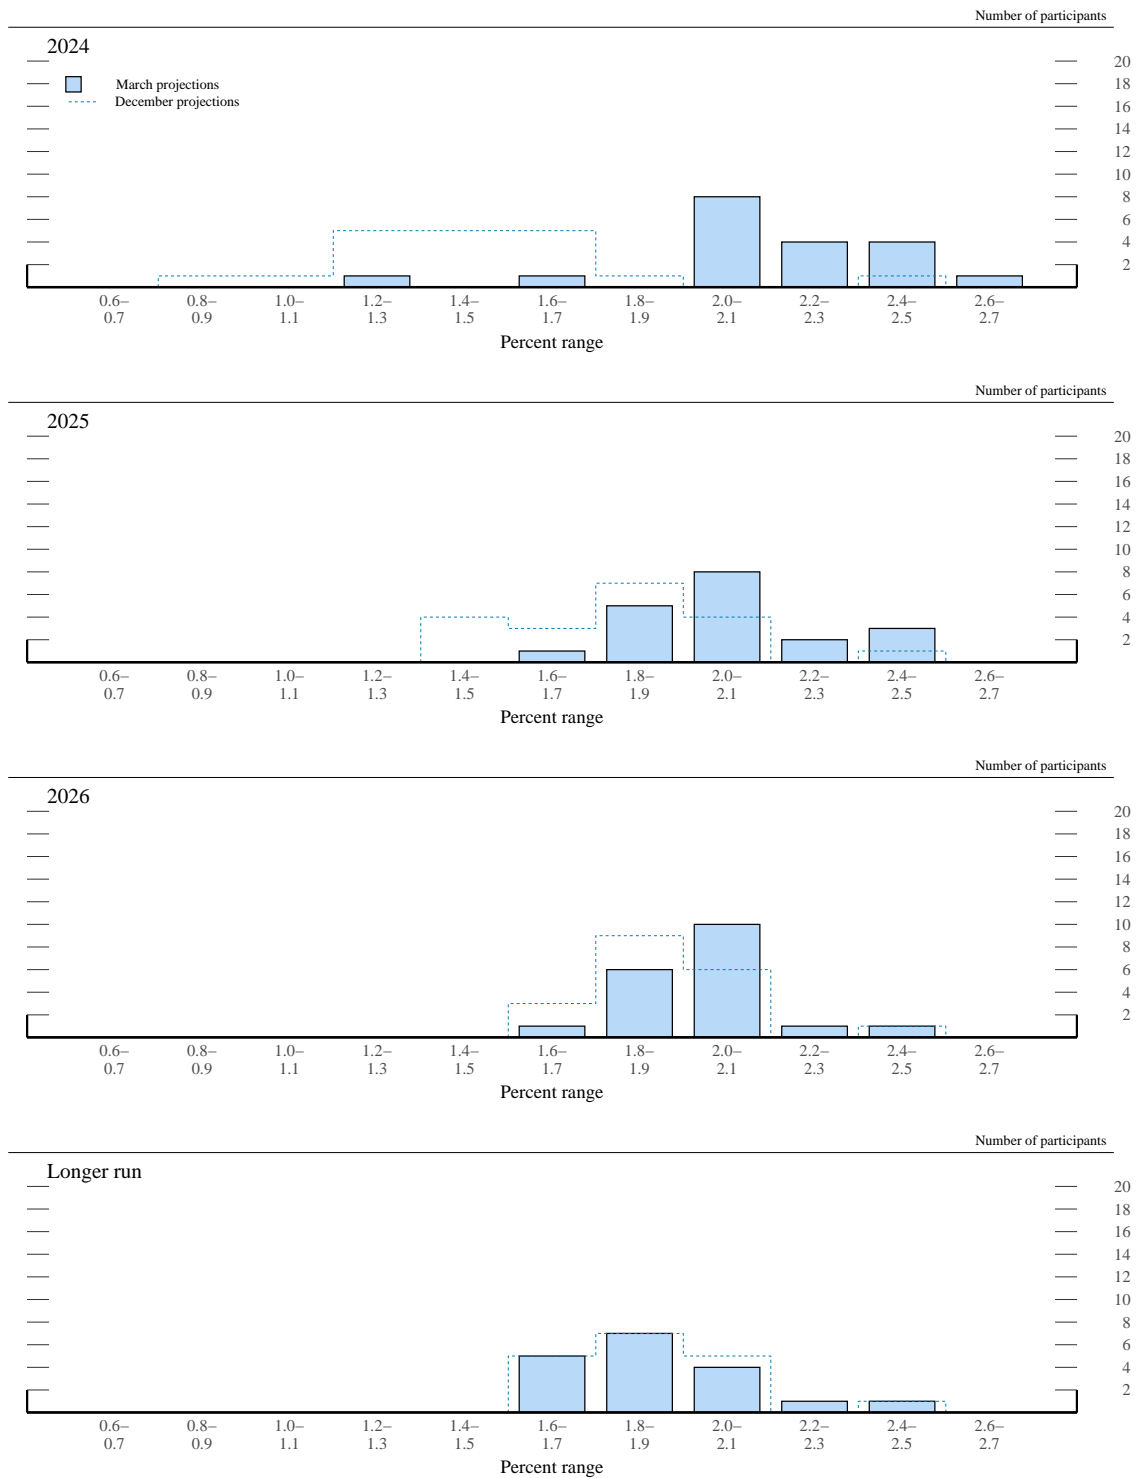 Number of participants
2024
March projections
December projections
20
18
16
14
12
10
8
6
4
2
0.6– 0.8– 1.0– 1.2– 1.4– 1.6– 1.8– 2.0– 2.2– 2.4– 2.6–
0.7 0.9 1.1 1.3 1.5 1.7 1.9 2.1 2.3 2.5 2.7
Percent range
Number of participants
2025
20
18
16
14
12
10
8
6
4
2
0.6– 0.8– 1.0– 1.2– 1.4– 1.6– 1.8– 2.0– 2.2– 2.4– 2.6–
0.7 0.9 1.1 1.3 1.5 1.7 1.9 2.1 2.3 2.5 2.7
Percent range
Number of participants
2026
20
18
16
14
12
10
8
6
4
2
0.6– 0.8– 1.0– 1.2– 1.4– 1.6– 1.8– 2.0– 2.2– 2.4– 2.6–
0.7 0.9 1.1 1.3 1.5 1.7 1.9 2.1 2.3 2.5 2.7
Percent range
Number of participants
Longer run
20
18
16
14
12
10
8
6
4
2
0.6– 0.8– 1.0– 1.2– 1.4– 1.6– 1.8– 2.0– 2.2– 2.4– 2.6–
0.7 0.9 1.1 1.3 1.5 1.7 1.9 2.1 2.3 2.5 2.7
Percent range